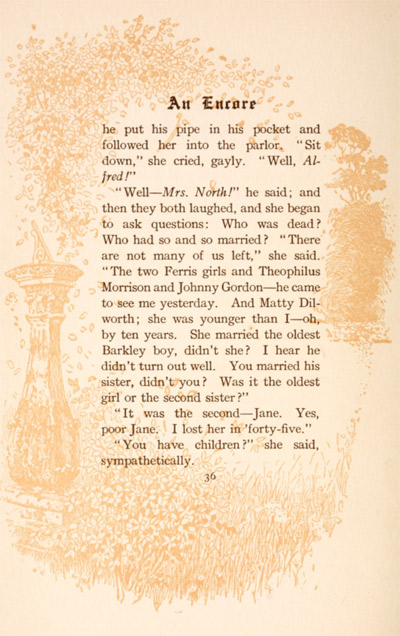 An Encore
he put his pipe in his pocket and
followed her into the parlor. "Sit
down," she cried, gayly. "Well, Al-
fred!"
"Well—Mrs. North!" he said; and
then they both laughed, and she began
to ask questions: Who was dead?
Who had so and so married? "There
are not many of us left," she said.
"The two Ferris girls and Theophilus
Morrison and Johnny Gordon—he came
to see me yesterday. And Matty Dil-
worth; she was younger than I—oh,
by ten years. She married the oldest
Barkley boy, didn't she? I hear he
didn't turn out well. You married his
sister, didn't you? Was it the oldest
girl or the second sister?"
"It was the second—Jane. Yes,
poor Jane. I lost her in 'forty-five."
"You have children?" she said,
sympathetically.
36